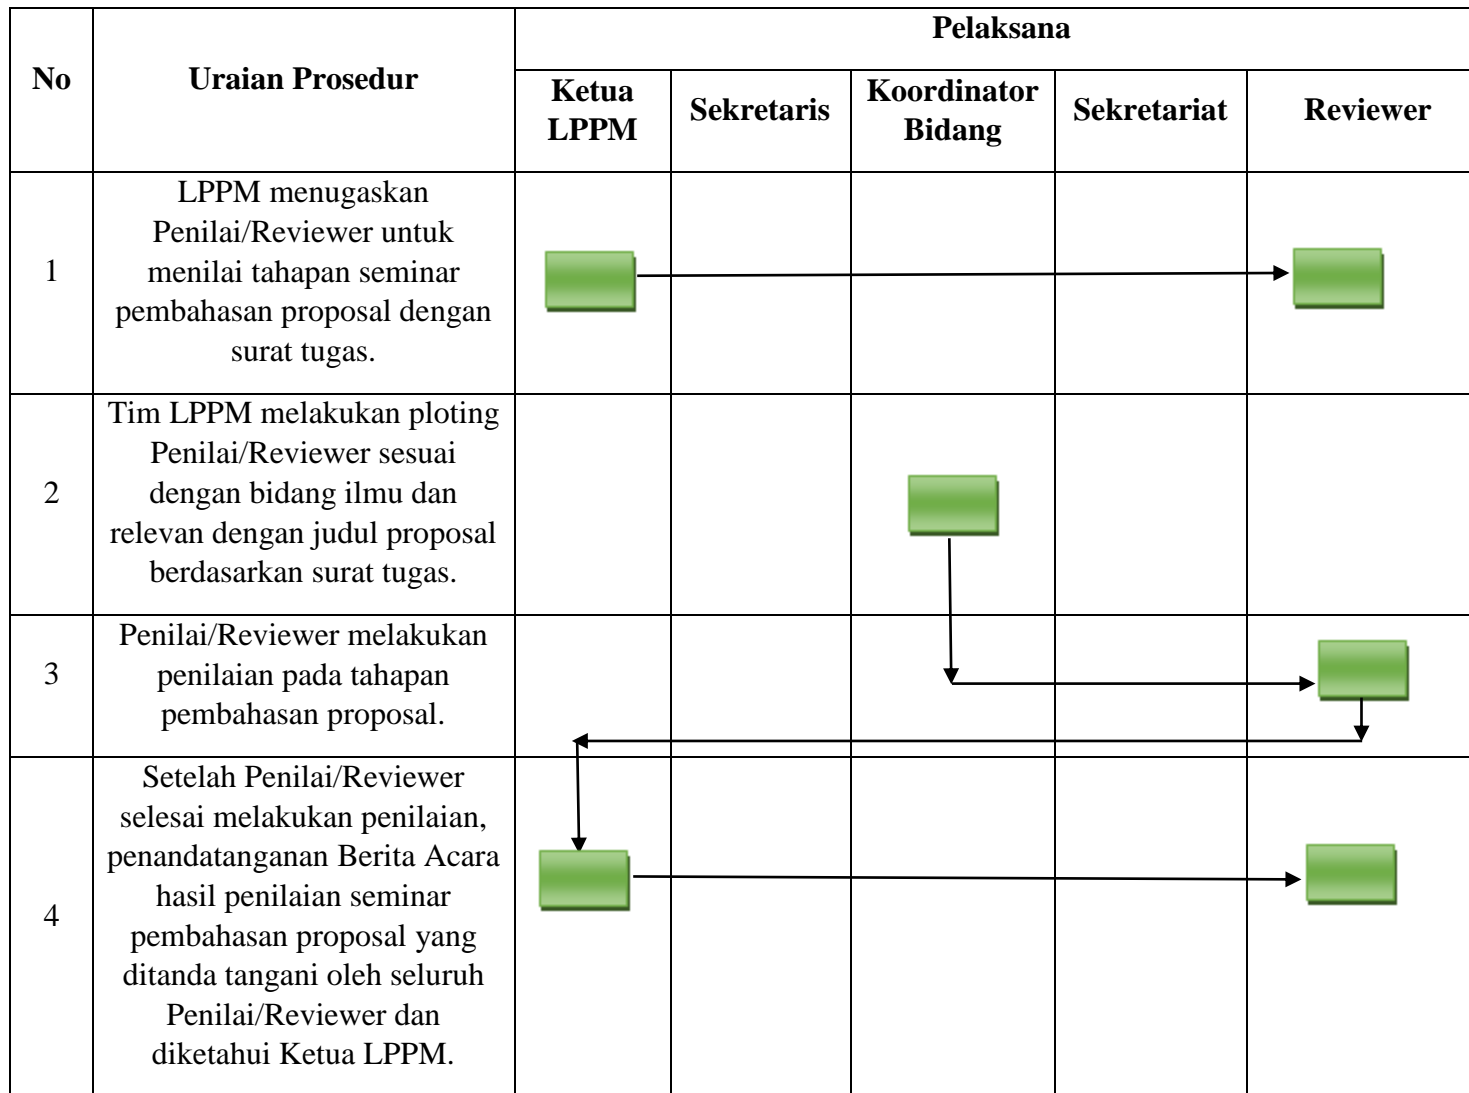 No
Uraian Prosedur
Pelaksana
Ketua
LPPM
Sekretaris
Koordinator
Bidang
Sekretariat
Reviewer
1
LPPM menugaskan
Penilai/Reviewer untuk
menilai tahapan seminar
pembahasan proposal dengan
surat tugas.
2
Tim LPPM melakukan ploting
Penilai/Reviewer sesuai
dengan bidang ilmu dan
relevan dengan judul proposal
berdasarkan surat tugas.
3
Penilai/Reviewer melakukan
penilaian pada tahapan
pembahasan proposal.
4
Setelah Penilai/Reviewer
selesai melakukan penilaian,
penandatanganan Berita Acara
hasil penilaian seminar
pembahasan proposal yang
ditanda tangani oleh seluruh
Penilai/Reviewer dan
diketahui Ketua LPPM.